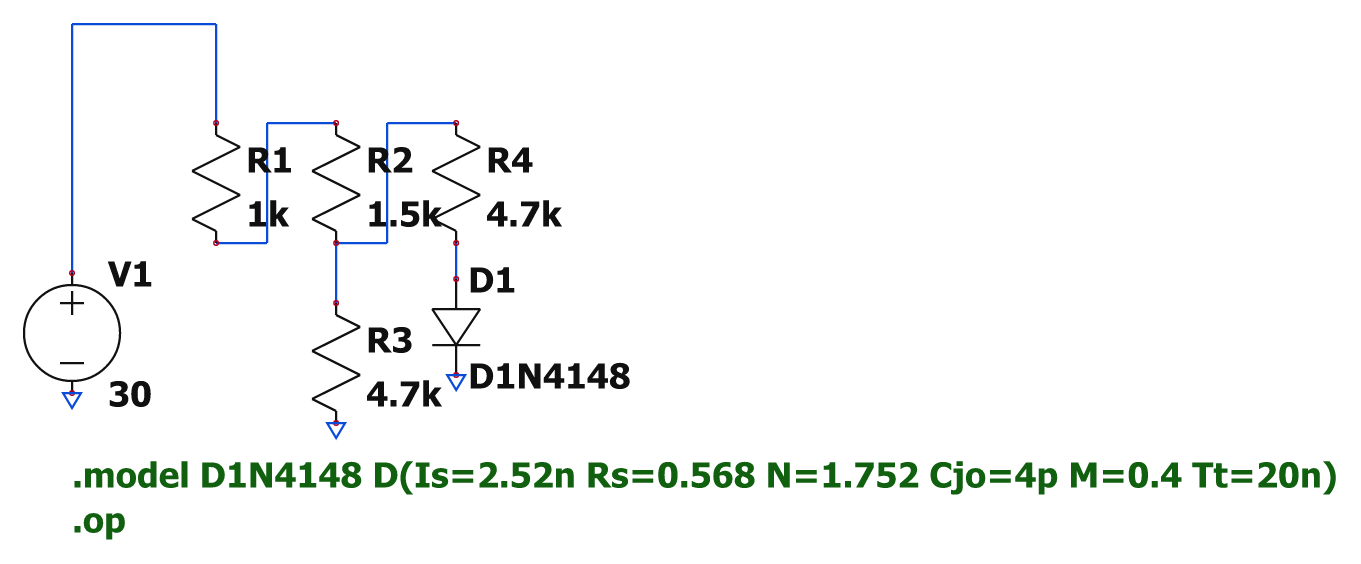 R1
1k
R2
1.5k
R4
4.7k
V1
30
D1
D1N4148
R3
4.7k
.model D1N4148 D(Is=2.52n Rs=0.568 N=1.752 Cjo=4p M=0.4 Tt=20n)
.op